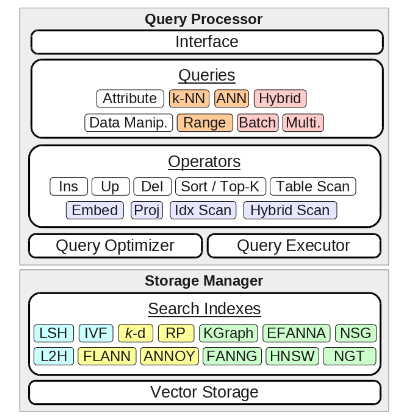 Query Processor
Interface
Queries
Attribute k-NN ANN Hybrid
Data Manip. Range Batch Multi.
Operators
Ins Up Del Sort / Top-K Table Scan
Embed Proj Idx Scan Hybrid Scan
Query Optimizer Query Executor
Storage Manager
Search Indexes
LSH IVF k-d RP KGraph EFANNA NSG
L2H FLANN ANNOY FANNG HNSW NGT
Vector Storage